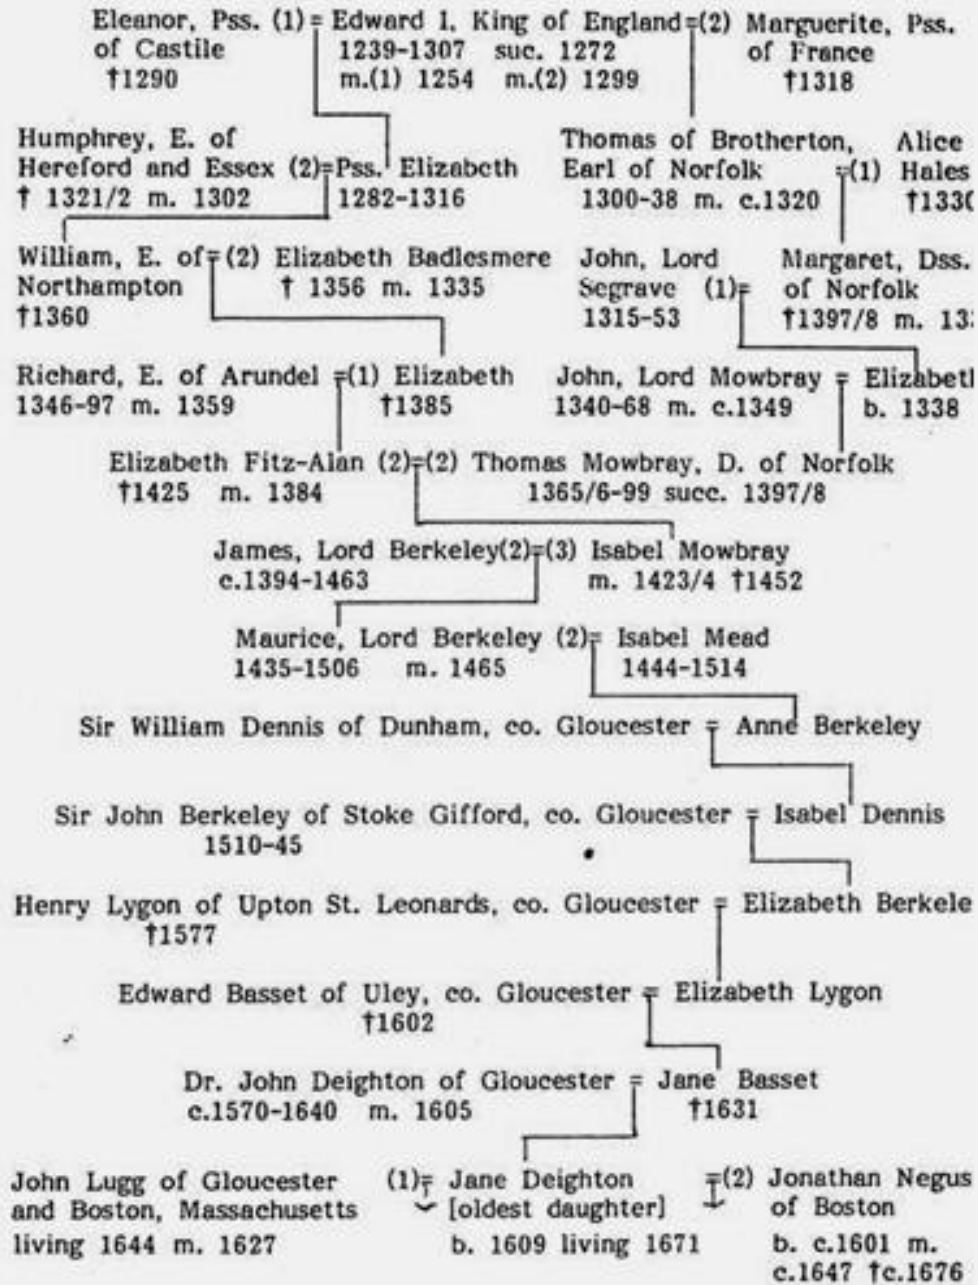 Eleanor, Pss. (1)= Edward I, King of England=(2) Marguerite, Pss.
of Castile 1239-1307 suc. 1272 of France
†1290 m.(1) 1254 m.(2) 1299 †1318
Humphrey, E. of Thomas of Brotherton, Alice
Hereford and Essex (2)=Pss. Elizabeth Earl of Norfolk =(1) Hales
† 1321/2 m. 1302 1282-1316 1300-38 m. c.1320 †1330
William, E. of=(2) Elizabeth Badlesmere John, Lord Margaret, Dss.
Northampton † 1356 m. 1335 Segrave (1)= of Norfolk
†1360 1315-53 †1397/8 m. 13
Richard, E. of Arundel =(1) Elizabeth John, Lord Mowbray = Elizabeth
1346-97 m. 1359 †1385 1340-68 m. c.1349 b. 1338
Elizabeth Fitz-Alan (2)=(2) Thomas Mowbray, D. of Norfolk
†1425 m. 1384 1365/6-99 succ. 1397/8
James, Lord Berkeley(2)=(3) Isabel Mowbray
c.1394-1463 m. 1423/4 †1452
Maurice, Lord Berkeley (2)= Isabel Mead
1435-1506 m. 1465 1444-1514
Sir William Dennis of Dunham, co. Gloucester = Anne Berkeley
Sir John Berkeley of Stoke Gifford, co. Gloucester = Isabel Dennis
1510-45
Henry Lygon of Upton St. Leonards, co. Gloucester = Elizabeth Berkele
†1577
Edward Basset of Uley, co. Gloucester = Elizabeth Lygon
†1602
Dr. John Deighton of Gloucester = Jane Basset
c.1570-1640 m. 1605 †1631
John Lugg of Gloucester (1)= Jane Deighton =(2) Jonathan Negus
and Boston, Massachusetts [oldest daughter] of Boston
living 1644 m. 1627 b. 1609 living 1671 b. c.1601 m.
c.1647 †c.1676